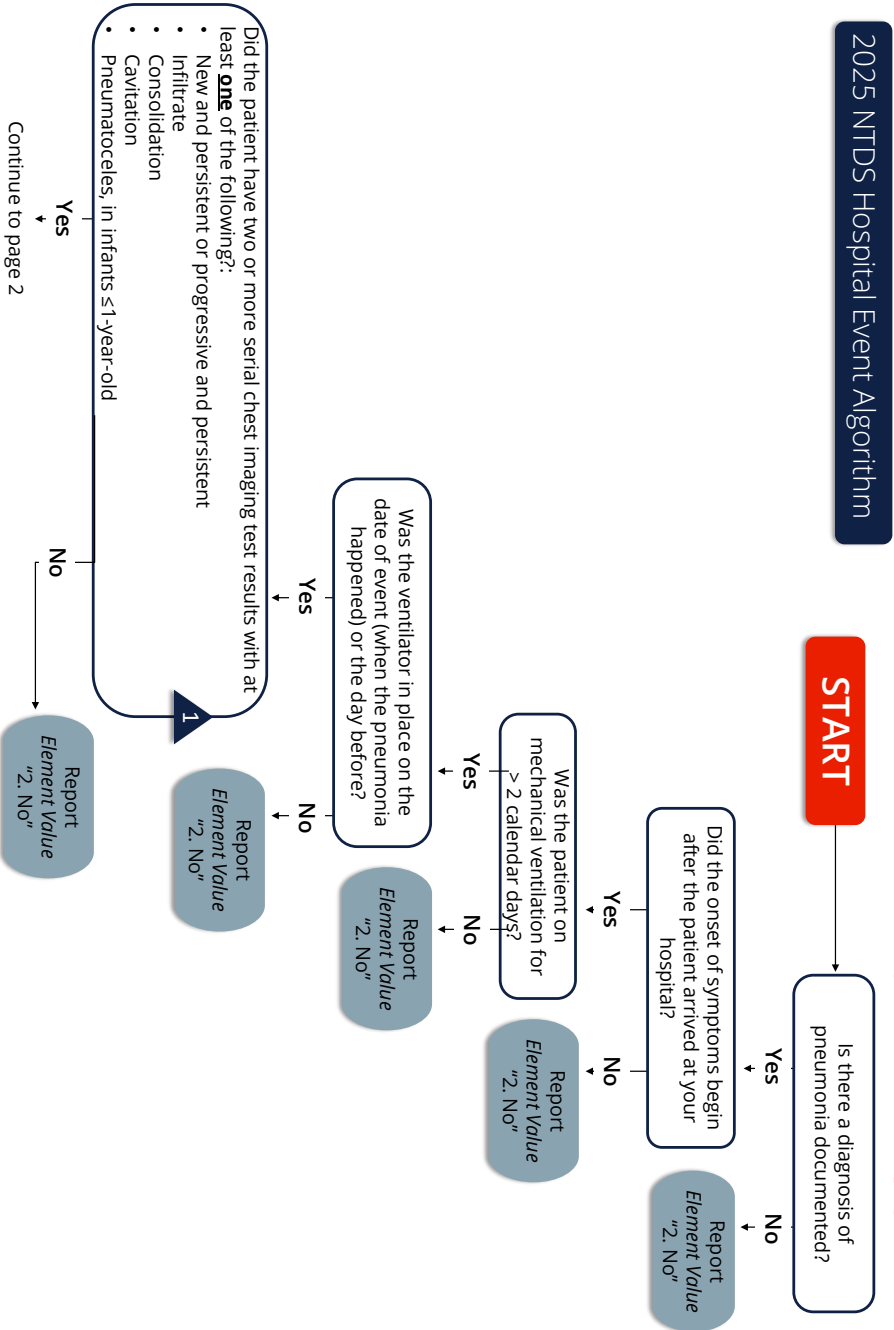 2025 NTDS Hospital Event Algorithm
START
Is there a diagnosis of
pneumonia documented?
Yes
No
Report
Element Value
“2. No”
Did the onset of symptoms begin
after the patient arrived at your
hospital?
Yes
No
Report
Element Value
“2. No”
Was the patient on
mechanical ventilation for
> 2 calendar days?
Yes
No
Report
Element Value
“2. No”
Was the ventilator in place on the
date of event (when the pneumonia
happened) or the day before?
Yes
No
Report
Element Value
“2. No”
Did the patient have two or more serial chest imaging test results with at
least one of the following?:
• New and persistent or progressive and persistent
• Infiltrate
• Consolidation
• Cavitation
• Pneumatoceles, in infants ≤1-year-old
1
Yes
No
Continue to page 2
Report
Element Value
“2. No”